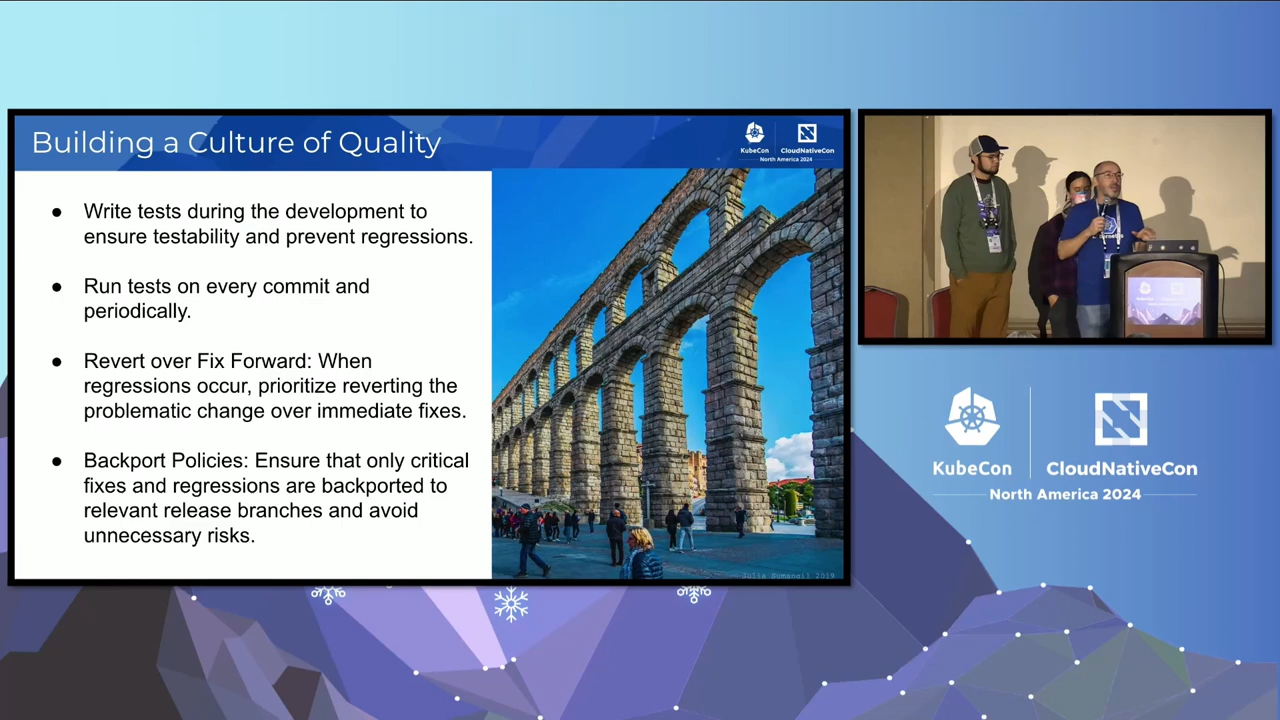 Building a Culture of Quality
KubeCon
CloudNativeCon
North America 2024
● Write tests during the development to
ensure testability and prevent regressions.
● Run tests on every commit and
periodically.
● Revert over Fix Forward: When
regressions occur, prioritize reverting the
problematic change over immediate fixes.
● Backport Policies: Ensure that only critical
fixes and regressions are backported to
relevant release branches and avoid
unnecessary risks.
Julia Sumangil 2019
KubeCon
CloudNativeCon
North America 2024